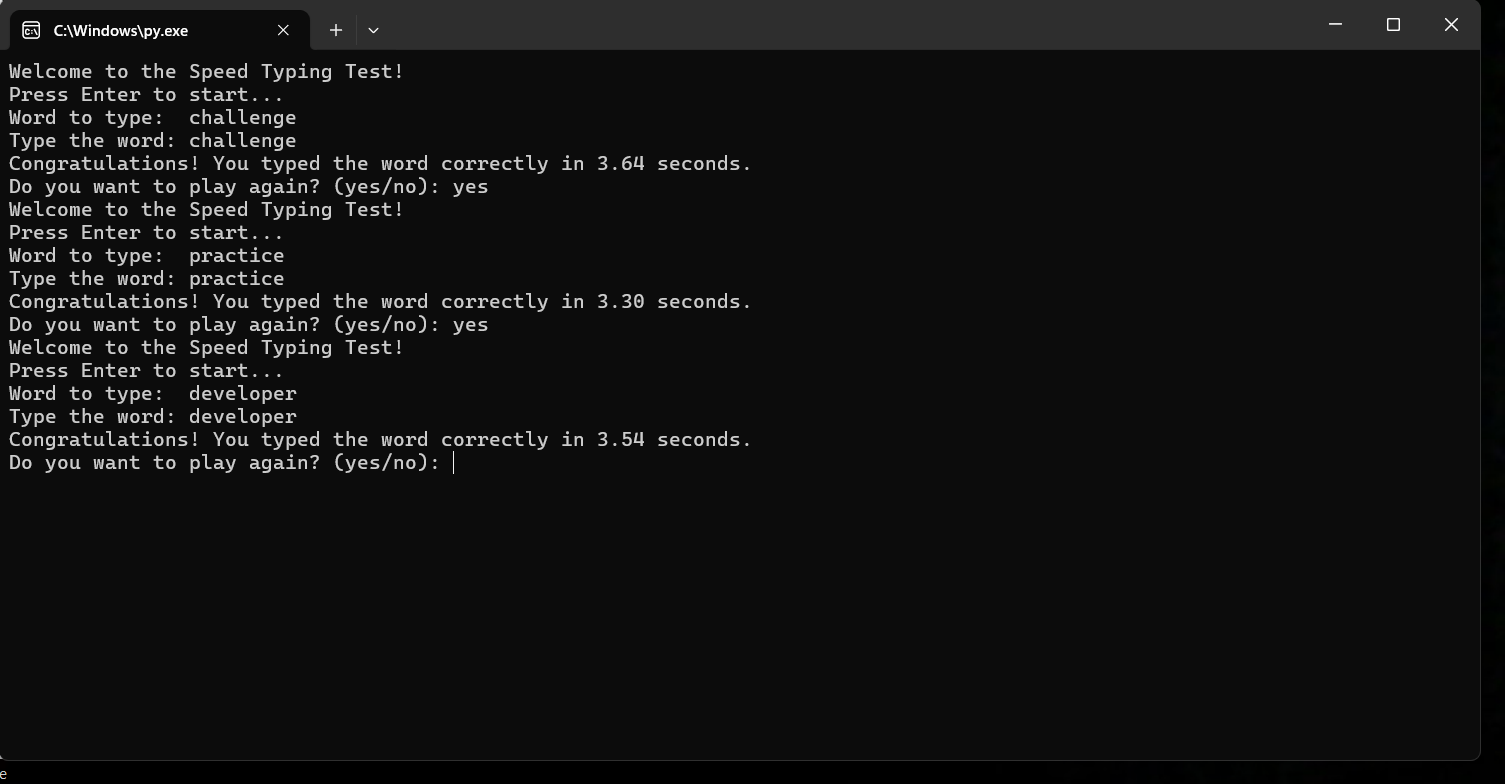 C:\Windows\py.exe
Welcome to the Speed Typing Test!
Press Enter to start...
Word to type:  challenge
Type the word: challenge
Congratulations! You typed the word correctly in 3.64 seconds.
Do you want to play again? (yes/no): yes
Welcome to the Speed Typing Test!
Press Enter to start...
Word to type:  practice
Type the word: practice
Congratulations! You typed the word correctly in 3.30 seconds.
Do you want to play again? (yes/no): yes
Welcome to the Speed Typing Test!
Press Enter to start...
Word to type:  developer
Type the word: developer
Congratulations! You typed the word correctly in 3.54 seconds.
Do you want to play again? (yes/no):
e